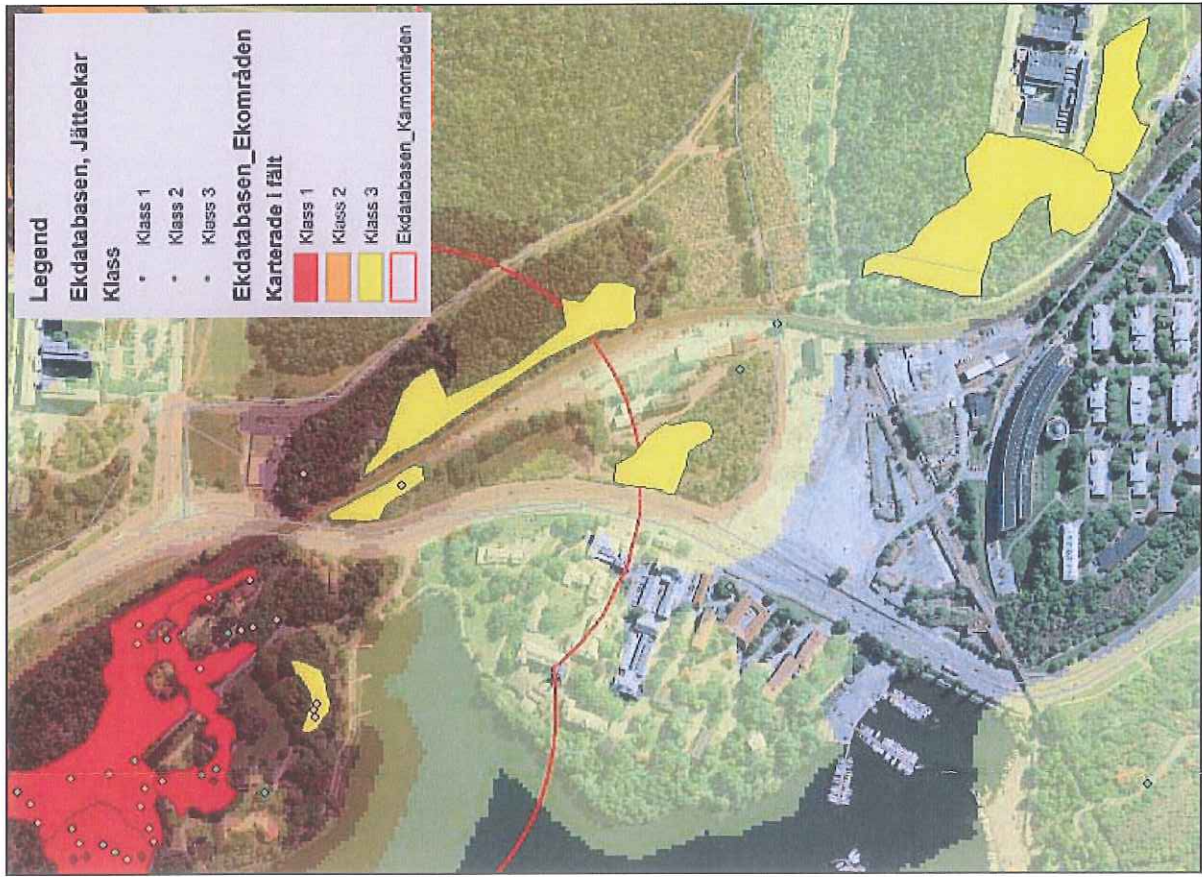 Legend
Ekdatabasen, Jätteekar
Klass
Klass 1
Klass 2
Klass 3
Ekdatabasen_Ekområden
Karterade i fält
Klass 1
Klass 2
Klass 3
Ekdatabasen_Kärnområden